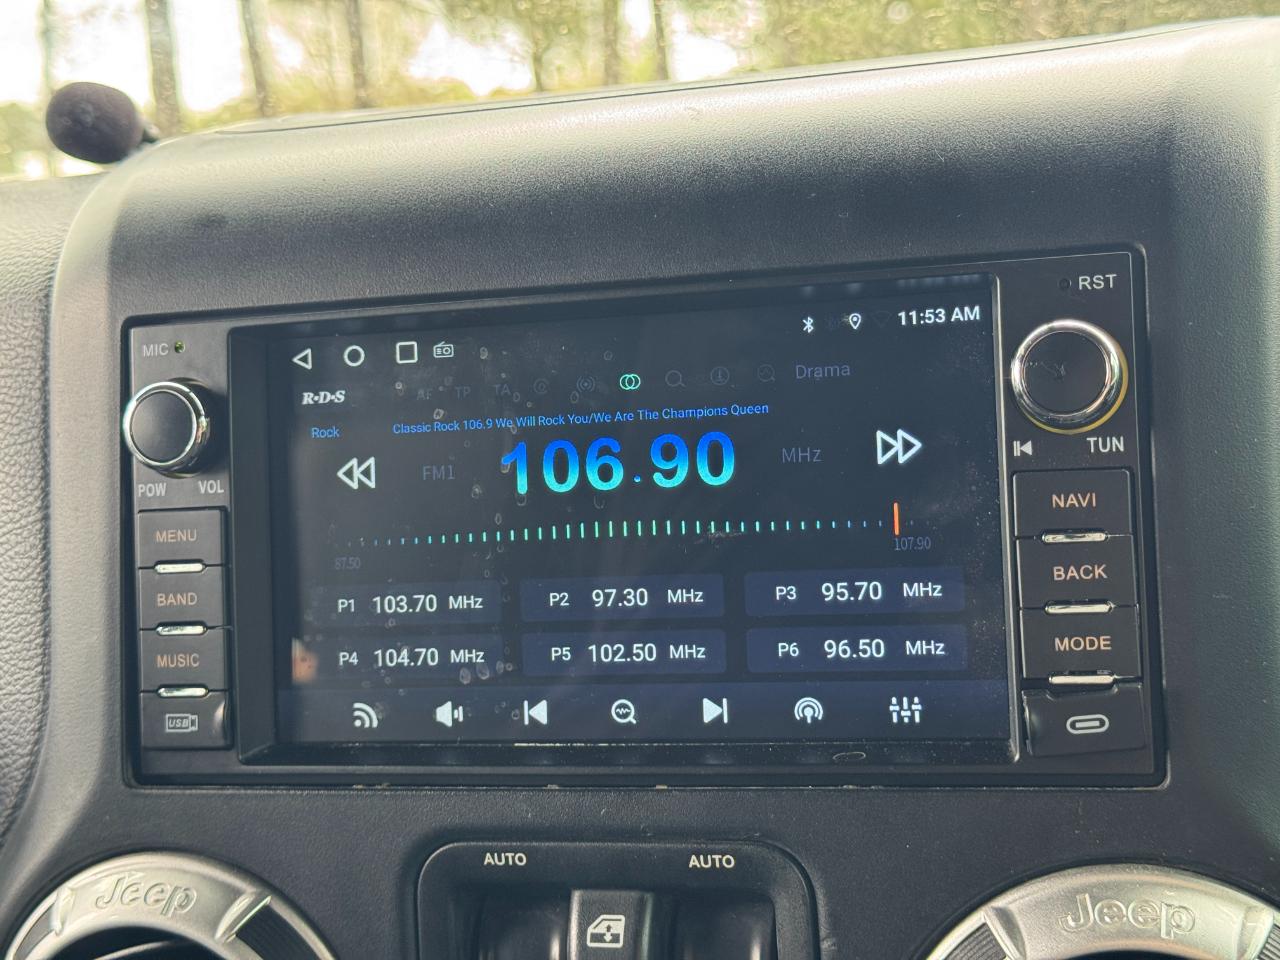 RST
MIC
11:53 AM
R·D·S
AF TP TA
Drama
Rock
Classic Rock 106.9 We Will Rock You/We Are The Champions Queen
FM1
106.90
MHz
POW VOL
TUN
87.50
107.90
MENU
NAVI
BAND
BACK
MUSIC
MODE
USB
P1 103.70 MHz
P2 97.30 MHz
P3 95.70 MHz
P4 104.70 MHz
P5 102.50 MHz
P6 96.50 MHz
AUTO
AUTO
Jeep
Jeep